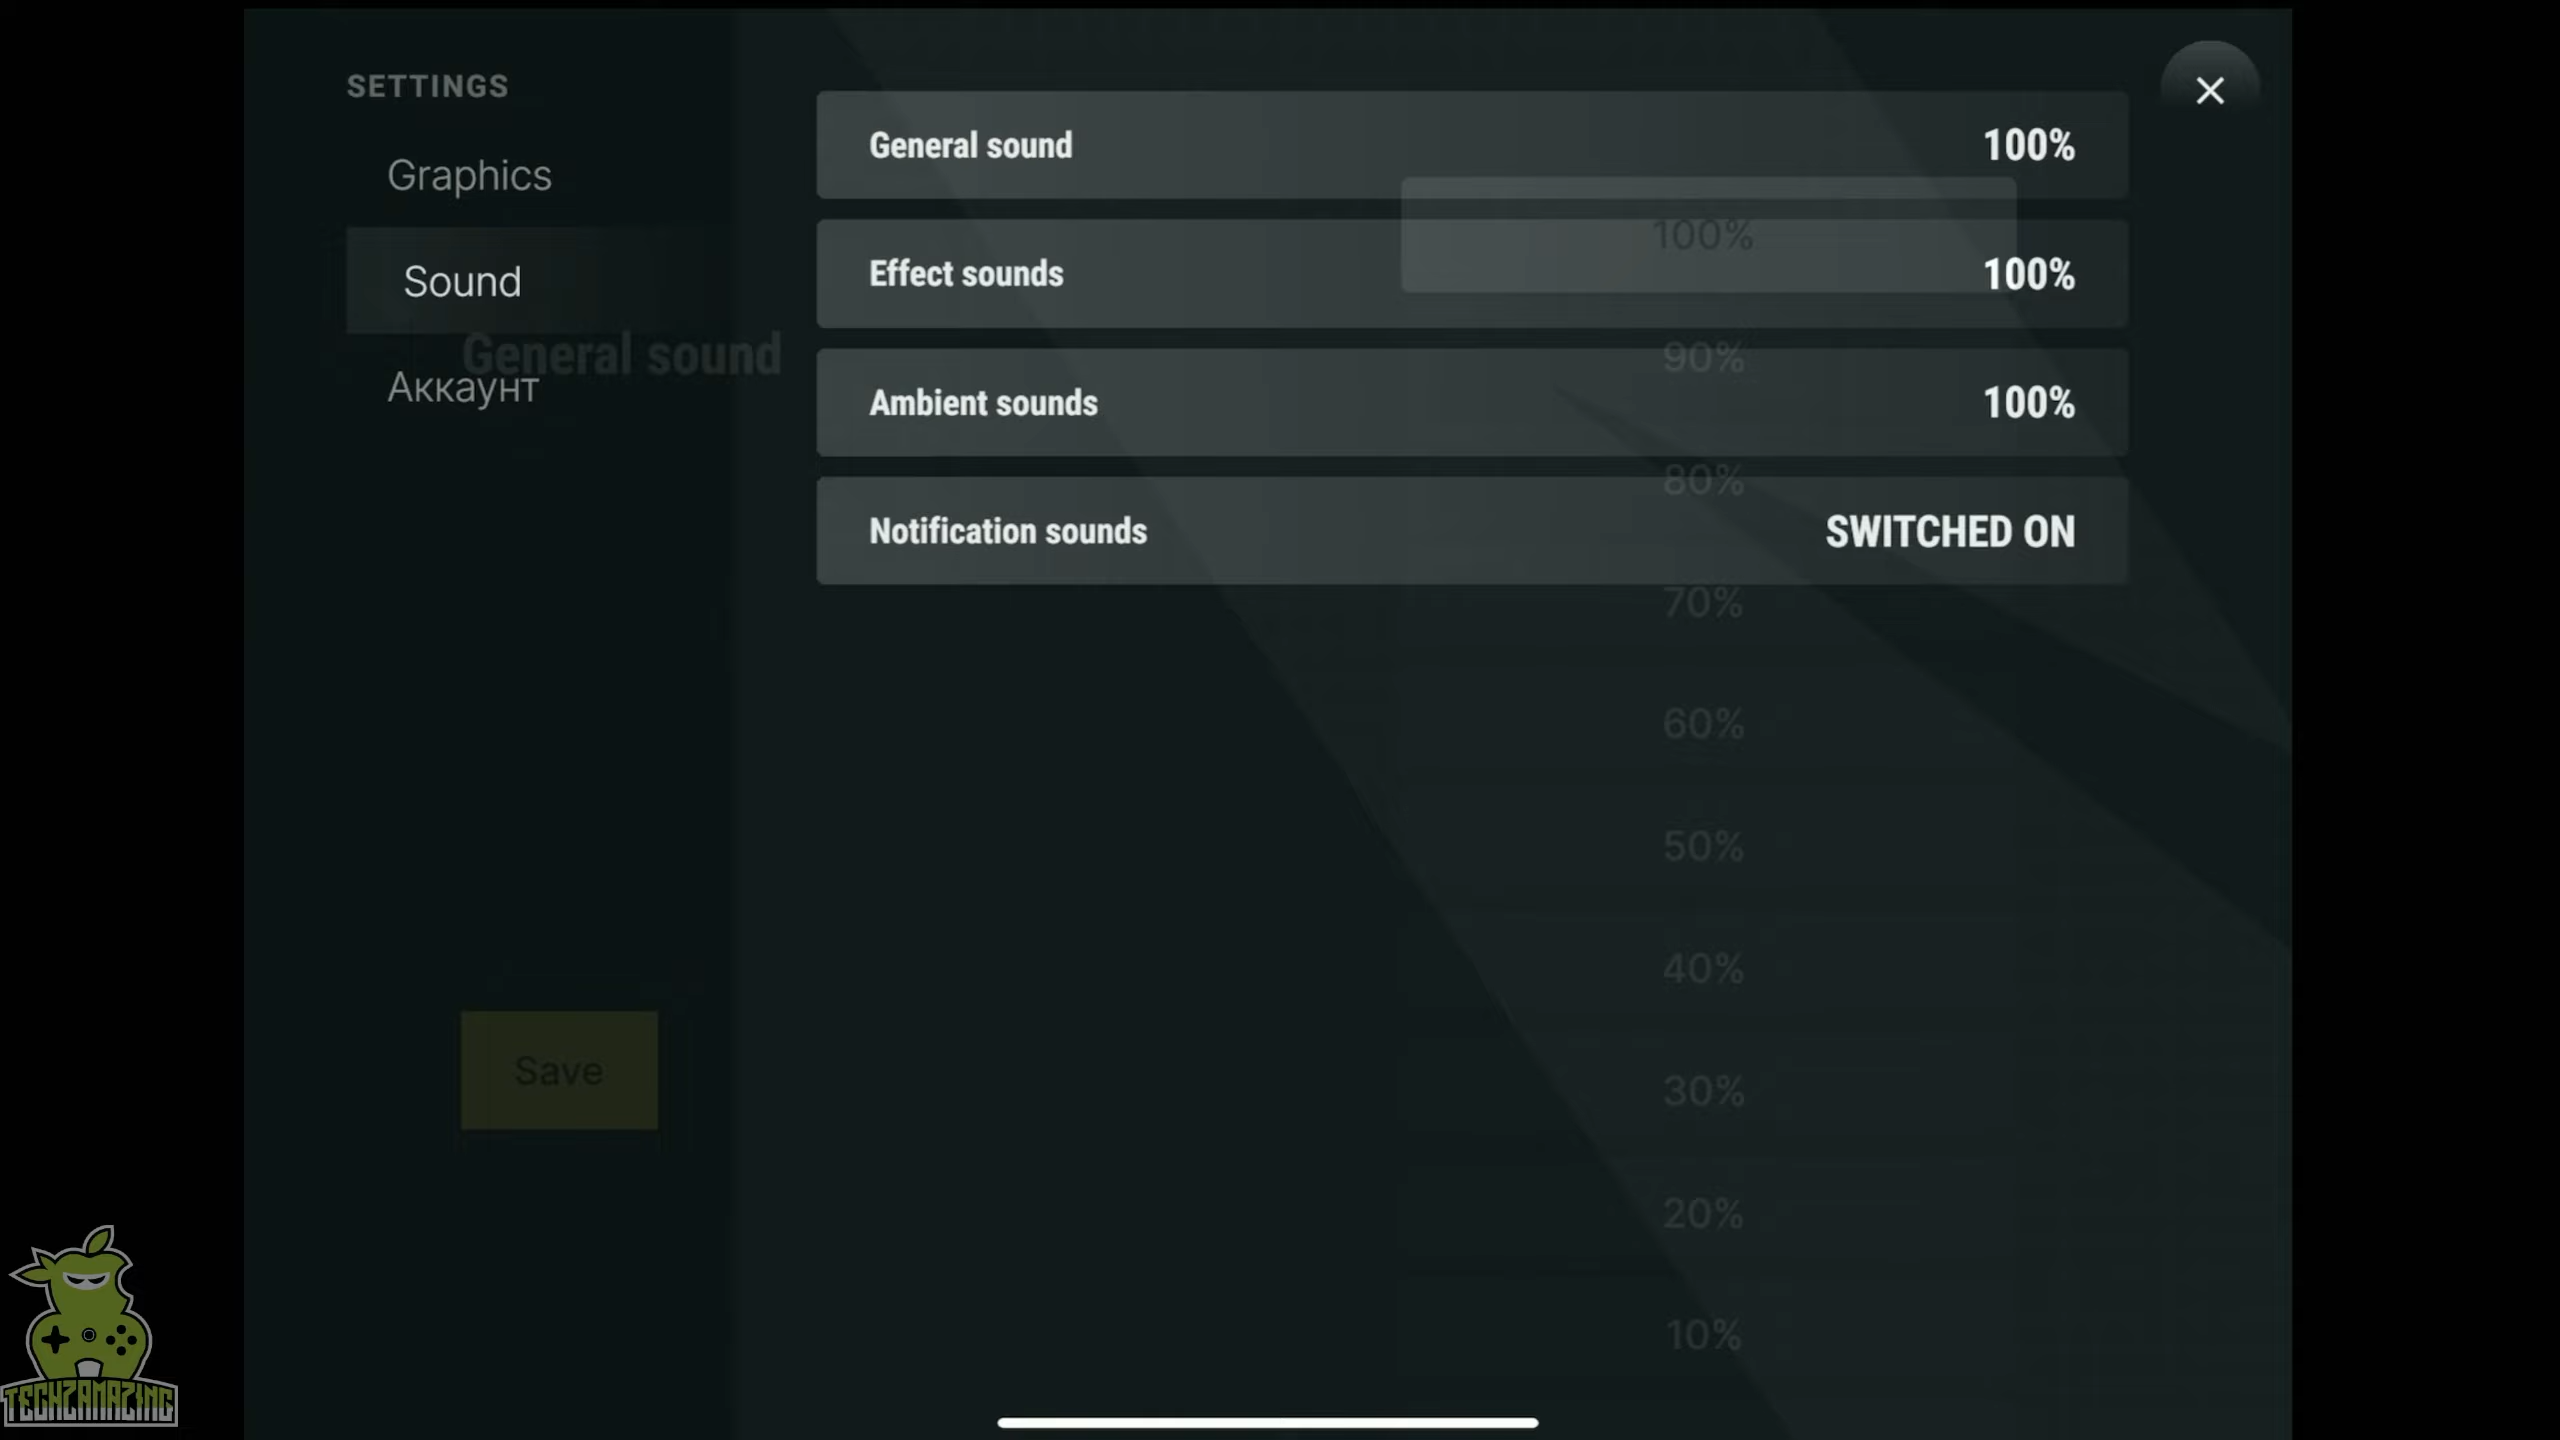 SETTINGS
Graphics
Sound
Аккаунт
General sound
Save
General sound 100%
Effect sounds 100%
Ambient sounds 100%
Notification sounds SWITCHED ON
100%
90%
80%
70%
60%
50%
40%
30%
20%
10%
TECHZAMAZING